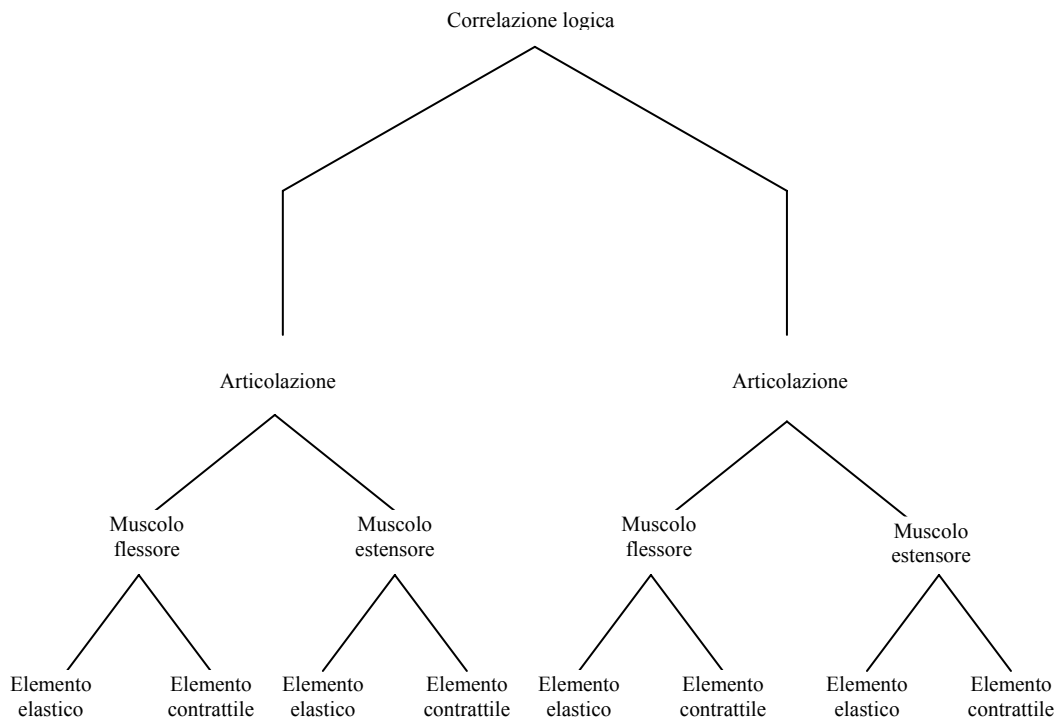 Correlazione logica
Articolazione
Articolazione
Muscolo
flessore
Muscolo
estensore
Muscolo
flessore
Muscolo
estensore
Elemento
elastico
Elemento
contrattile
Elemento
elastico
Elemento
contrattile
Elemento
elastico
Elemento
contrattile
Elemento
elastico
Elemento
contrattile